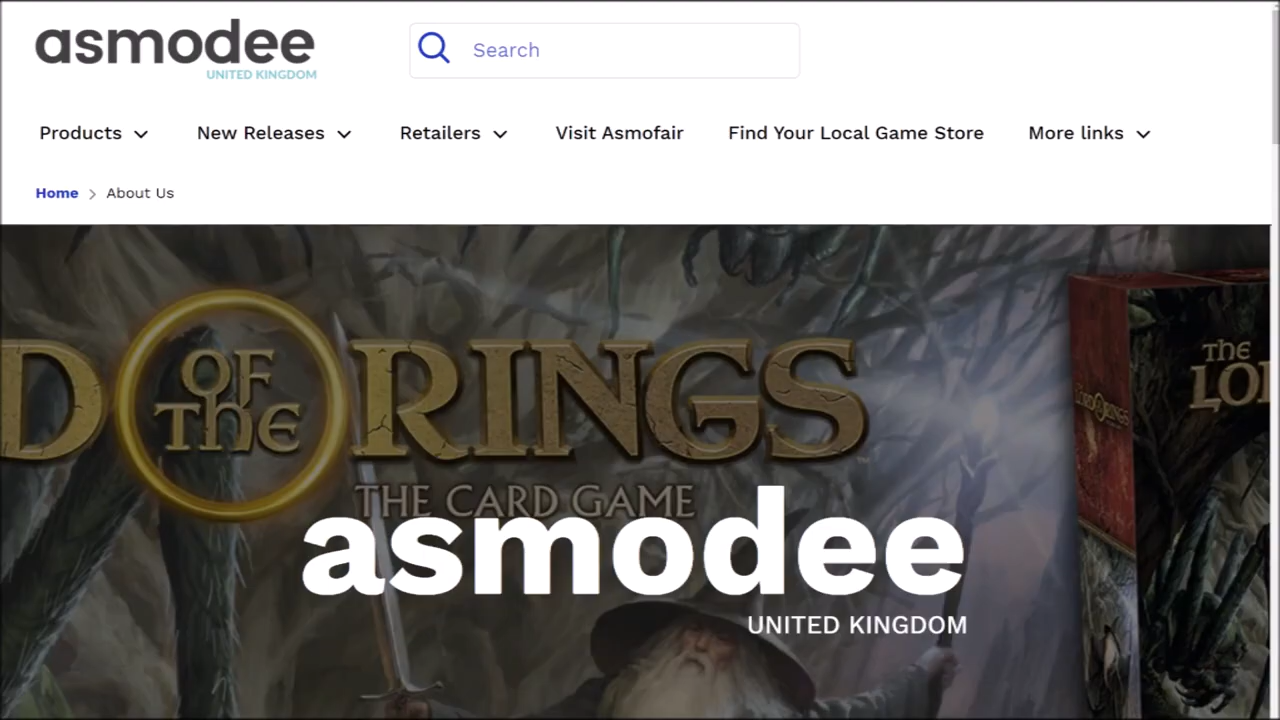 asmodee
UNITED KINGDOM
Search
Products
New Releases
Retailers
Visit Asmofair
Find Your Local Game Store
More links
Home > About Us
D OF THE RINGS
THE CARD GAME
THE
LO
asmodee
UNITED KINGDOM